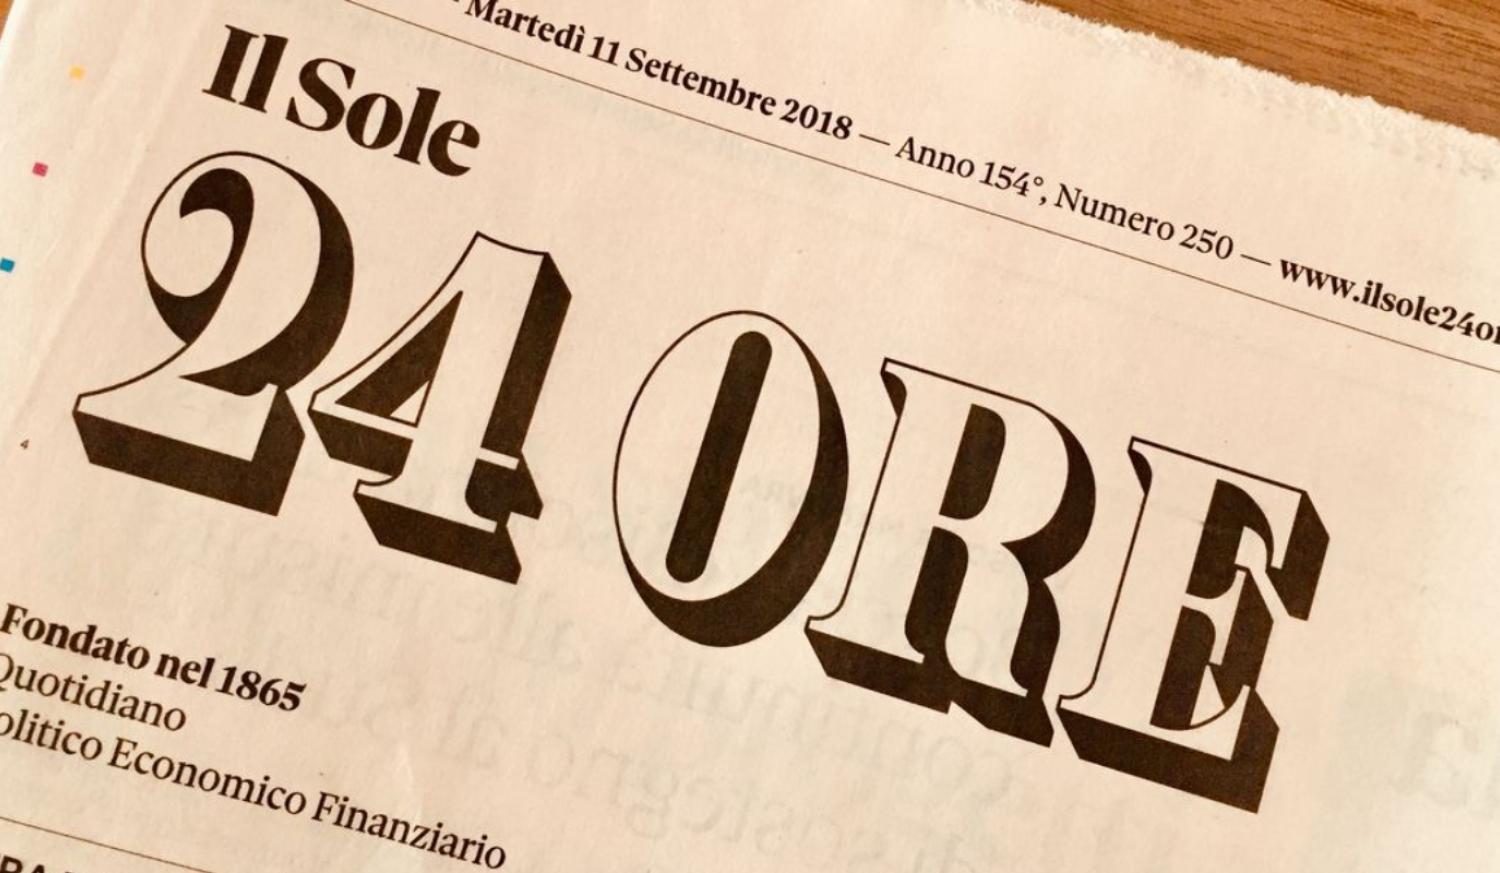 Martedì 11 Settembre 2018 — Anno 154°, Numero 250 — www.ilsole24or
Il Sole
24 ORE
4
Fondato nel 1865
Quotidiano
olitico Economico Finanziario